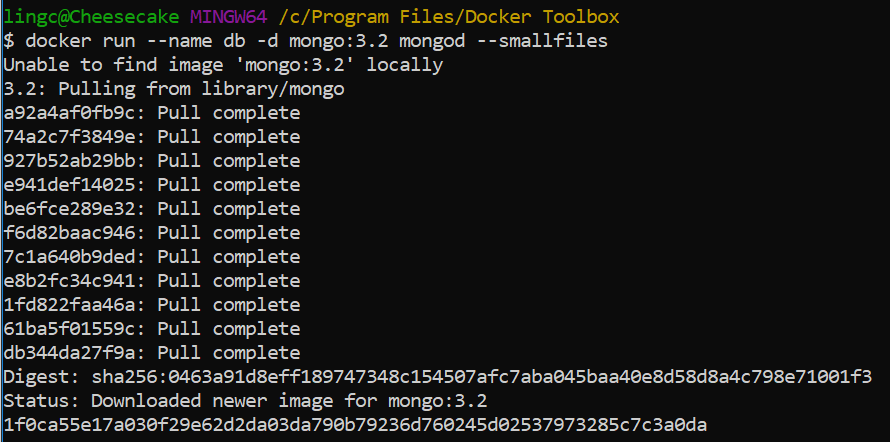 lingc@Cheesecake MINGW64 /c/Program Files/Docker Toolbox
$ docker run --name db -d mongo:3.2 mongod --smallfiles
Unable to find image 'mongo:3.2' locally
3.2: Pulling from library/mongo
a92a4af0fb9c: Pull complete
74a2c7f3849e: Pull complete
927b52ab29bb: Pull complete
e941def14025: Pull complete
be6fce289e32: Pull complete
f6d82baac946: Pull complete
7c1a640b9ded: Pull complete
e8b2fc34c941: Pull complete
1fd822faa46a: Pull complete
61ba5f01559c: Pull complete
db344da27f9a: Pull complete
Digest: sha256:0463a91d8eff189747348c154507afc7aba045baa40e8d58d8a4c798e71001f3
Status: Downloaded newer image for mongo:3.2
1f0ca55e17a030f29e62d2da03da790b79236d760245d02537973285c7c3a0da